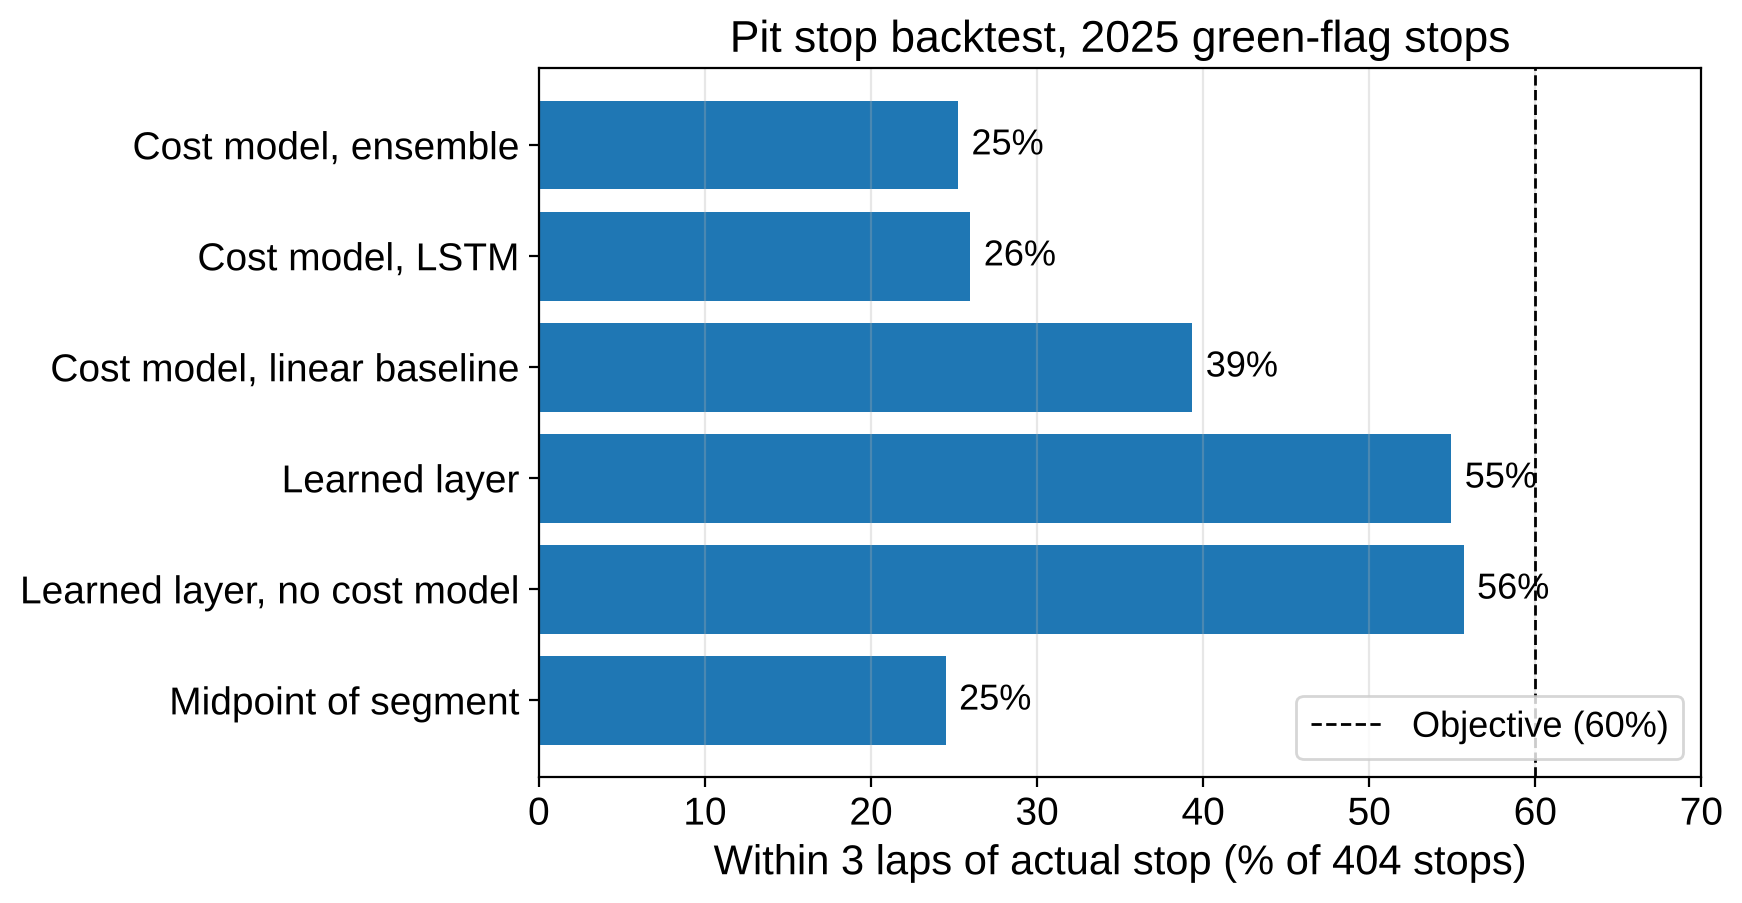 Pit stop backtest, 2025 green-flag stops
Cost model, ensemble
25%
Cost model, LSTM
26%
Cost model, linear baseline
39%
Learned layer
55%
Learned layer, no cost model
56%
Midpoint of segment
25%
Objective (60%)
0 10 20 30 40 50 60 70
Within 3 laps of actual stop (% of 404 stops)